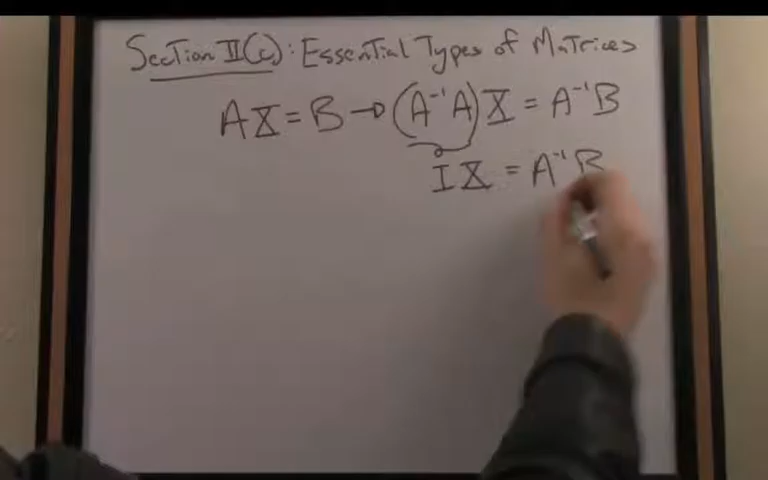 Section II(c): Essential Types of Matrices
AX = B → (A⁻¹A)X = A⁻¹B
IX = A⁻¹B